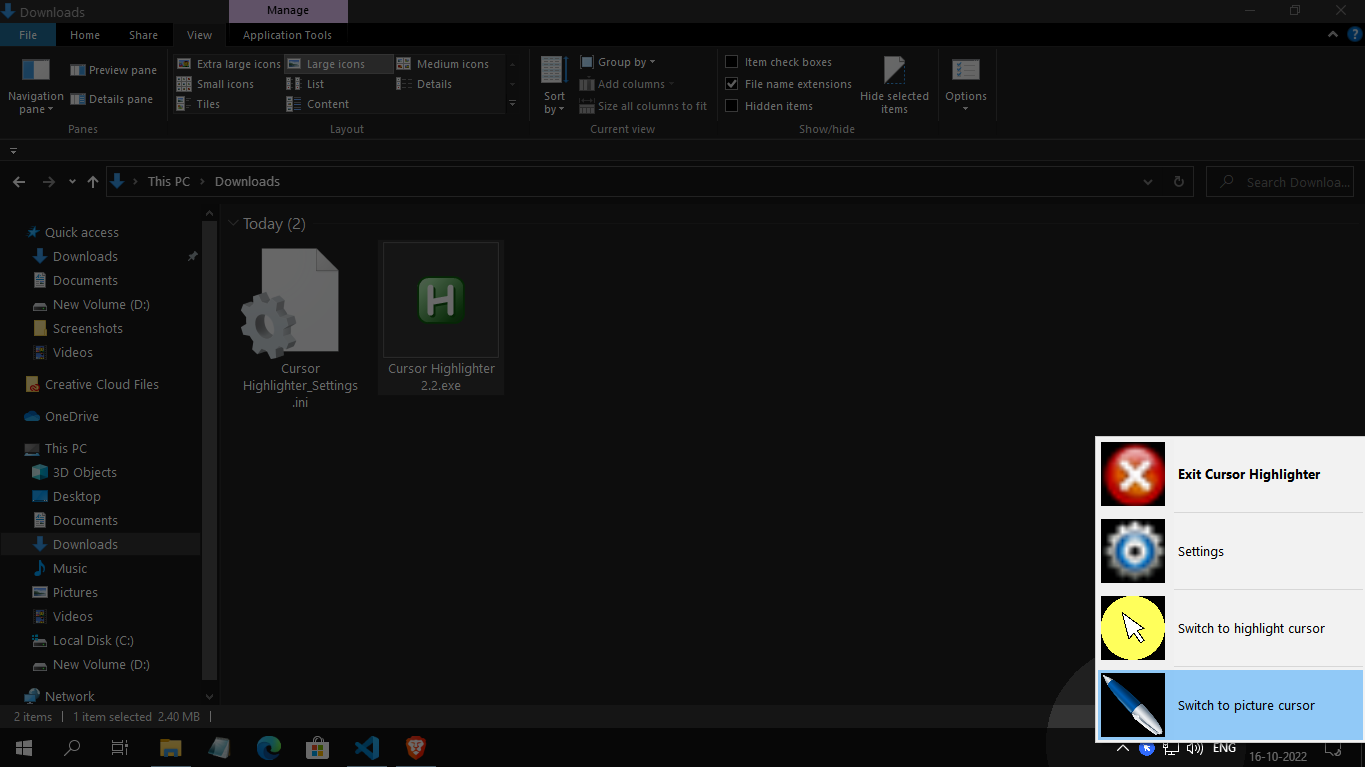 Downloads
Manage
File
Home
Share
View
Application Tools
Navigation
pane
Preview pane
Details pane
Panes
Extra large icons
Large icons
Medium icons
Small icons
List
Details
Tiles
Content
Layout
Sort
by
Group by
Add columns
Size all columns to fit
Current view
Item check boxes
File name extensions
Hidden items
Hide selected
items
Show/hide
Options
This PC
Downloads
Search Downloa...
Quick access
Downloads
Documents
New Volume (D:)
Screenshots
Videos
Creative Cloud Files
OneDrive
This PC
3D Objects
Desktop
Documents
Downloads
Music
Pictures
Videos
Local Disk (C:)
New Volume (D:)
Network
Today (2)
Cursor
Highlighter_Settings
.ini
H
Cursor Highlighter
2.2.exe
Exit Cursor Highlighter
Settings
Switch to highlight cursor
Switch to picture cursor
2 items
1 item selected 2.40 MB
ENG
16-10-2022